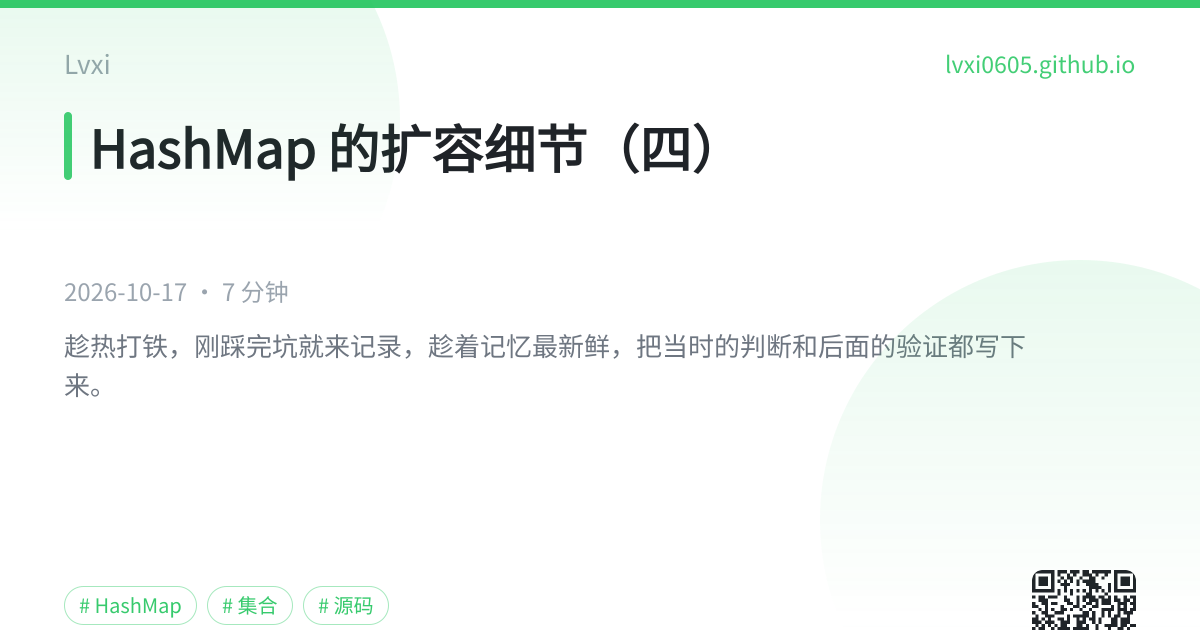 Lvxi
lvxi0605.github.io
HashMap 的扩容细节（四）
2026-10-17 · 7 分钟
趁热打铁，刚踩完坑就来记录，趁着记忆最新鲜，把当时的判断和后面的验证都写下
来。
# HashMap
# 集合
# 源码